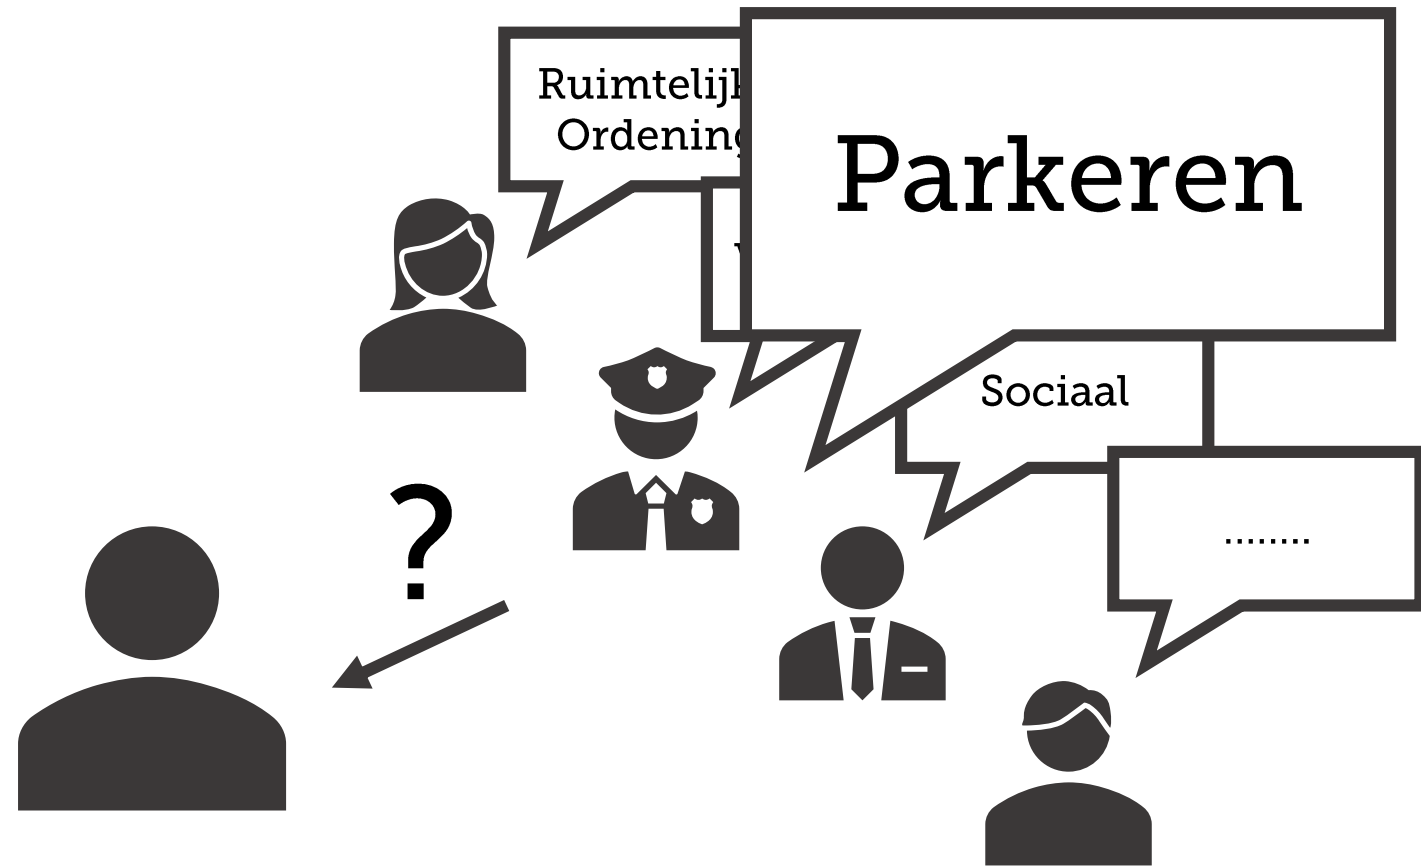 Ruimtelijk
Ordening
Parkeren
Sociaal
........
?